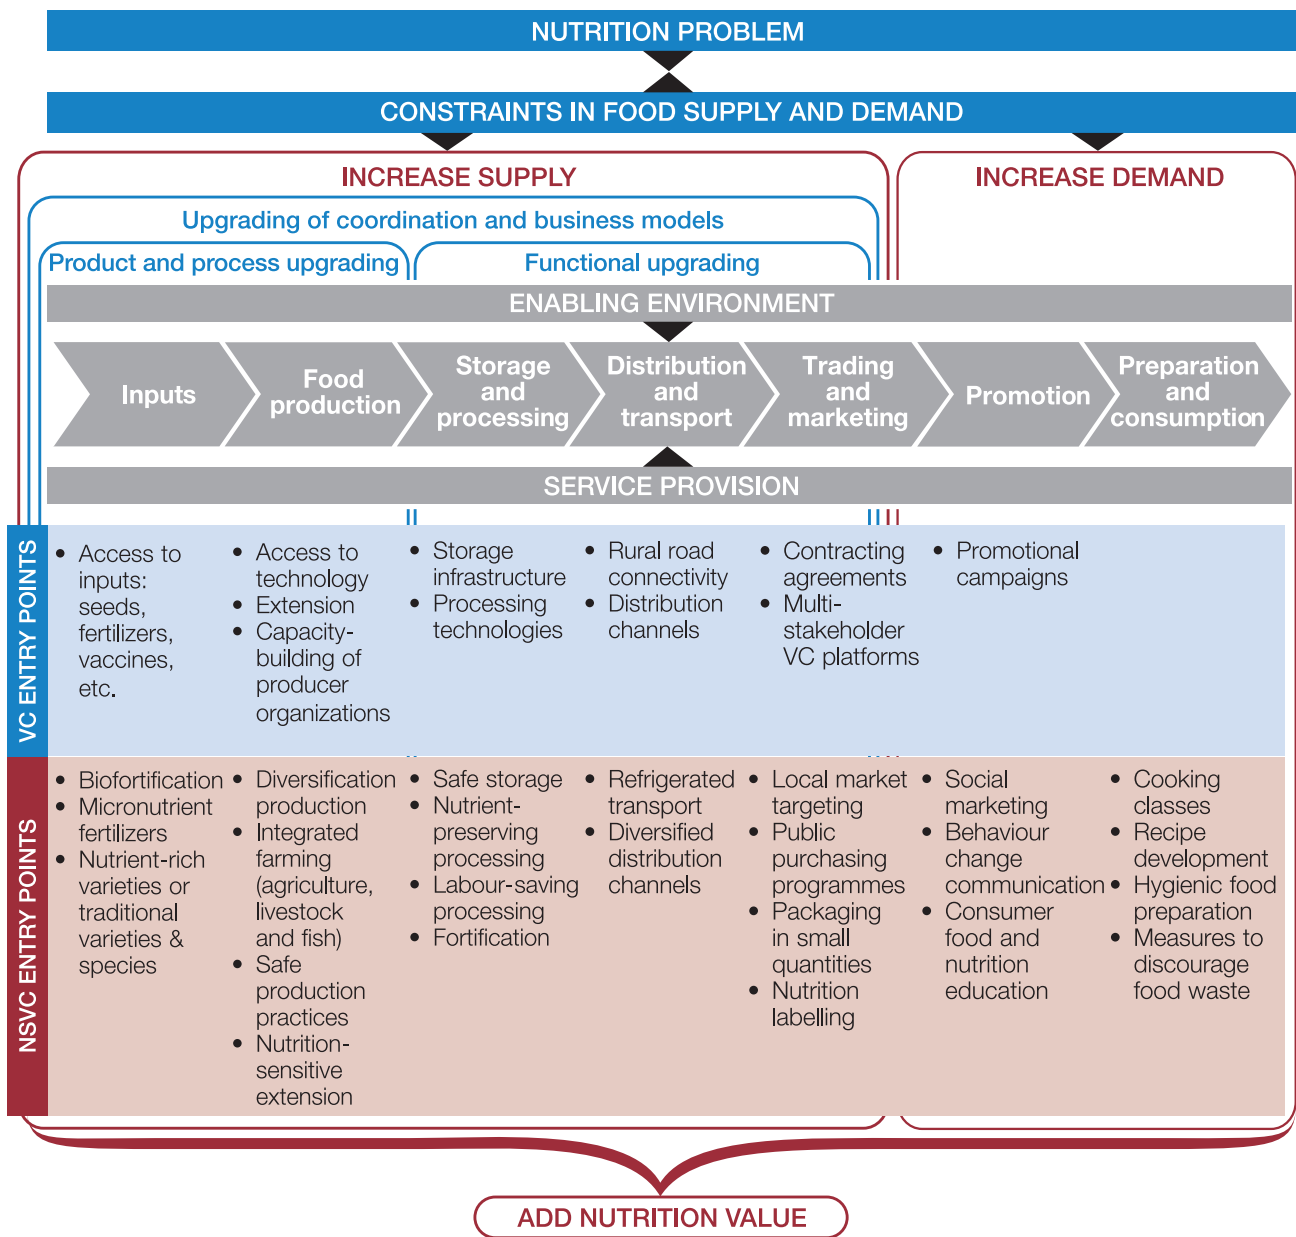 NUTRITION PROBLEM
CONSTRAINTS IN FOOD SUPPLY AND DEMAND
INCREASE SUPPLY
INCREASE DEMAND
Upgrading of coordination and business models
Product and process upgrading
Functional upgrading
ENABLING ENVIRONMENT
Inputs
Food
production
Storage
and
processing
Distribution
and
transport
Trading
and
marketing
Promotion
Preparation
and
consumption
SERVICE PROVISION
VC ENTRY POINTS
• Access to
inputs:
seeds,
fertilizers,
vaccines,
etc.
• Access to
technology
• Extension
• Capacity-
building of
producer
organizations
• Storage
infrastructure
• Processing
technologies
• Rural road
connectivity
• Distribution
channels
• Contracting
agreements
• Multi-
stakeholder
VC platforms
• Promotional
campaigns
NSVC ENTRY POINTS
• Biofortification
• Micronutrient
fertilizers
• Nutrient-rich
varieties or
traditional
varieties &
species
• Diversification
production
• Integrated
farming
(agriculture,
livestock
and fish)
• Safe
production
practices
• Nutrition-
sensitive
extension
• Safe storage
• Nutrient-
preserving
processing
• Labour-saving
processing
• Fortification
• Refrigerated
transport
• Diversified
distribution
channels
• Local market
targeting
• Public
purchasing
programmes
• Packaging
in small
quantities
• Nutrition
labelling
• Social
marketing
• Behaviour
change
communication
• Consumer
food and
nutrition
education
• Cooking
classes
• Recipe
development
• Hygienic food
preparation
• Measures to
discourage
food waste
ADD NUTRITION VALUE